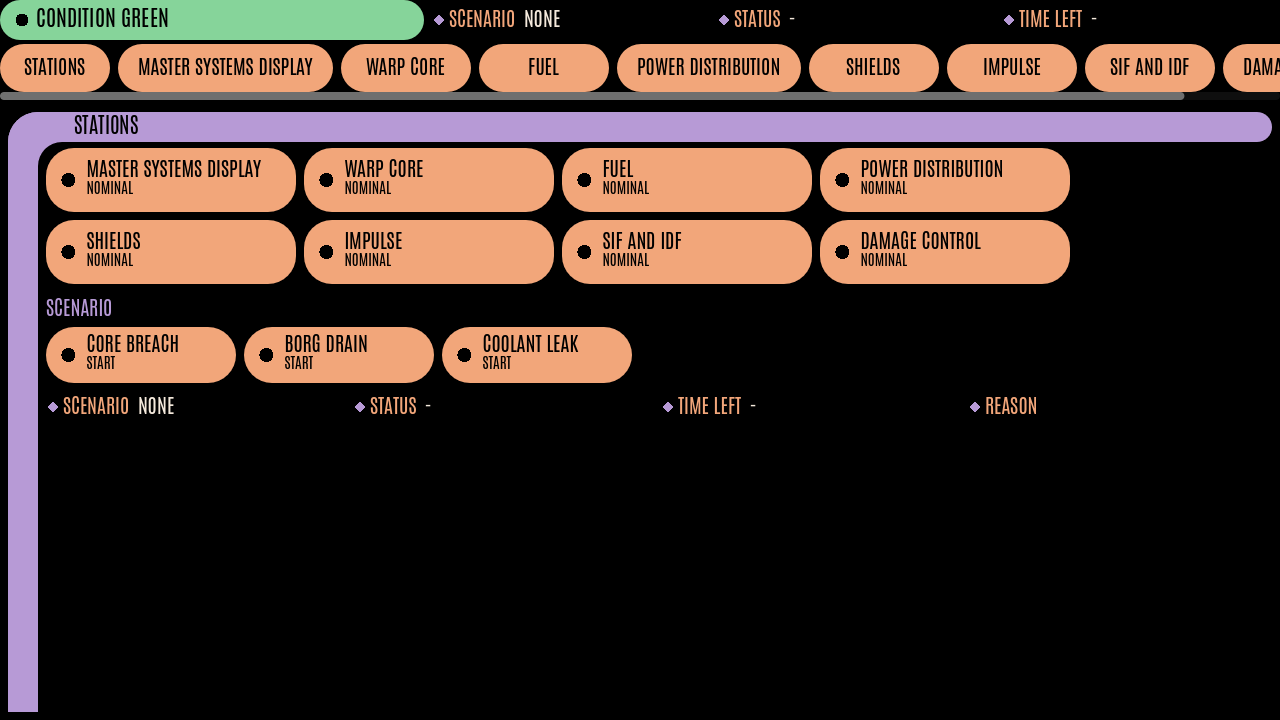 CONDITION GREEN
SCENARIO NONE
STATUS -
TIME LEFT -
STATIONS
MASTER SYSTEMS DISPLAY
WARP CORE
FUEL
POWER DISTRIBUTION
SHIELDS
IMPULSE
SIF AND IDF
DAMA
STATIONS
MASTER SYSTEMS DISPLAY
NOMINAL
WARP CORE
NOMINAL
FUEL
NOMINAL
POWER DISTRIBUTION
NOMINAL
SHIELDS
NOMINAL
IMPULSE
NOMINAL
SIF AND IDF
NOMINAL
DAMAGE CONTROL
NOMINAL
SCENARIO
CORE BREACH
START
BORG DRAIN
START
COOLANT LEAK
START
SCENARIO NONE
STATUS -
TIME LEFT -
REASON